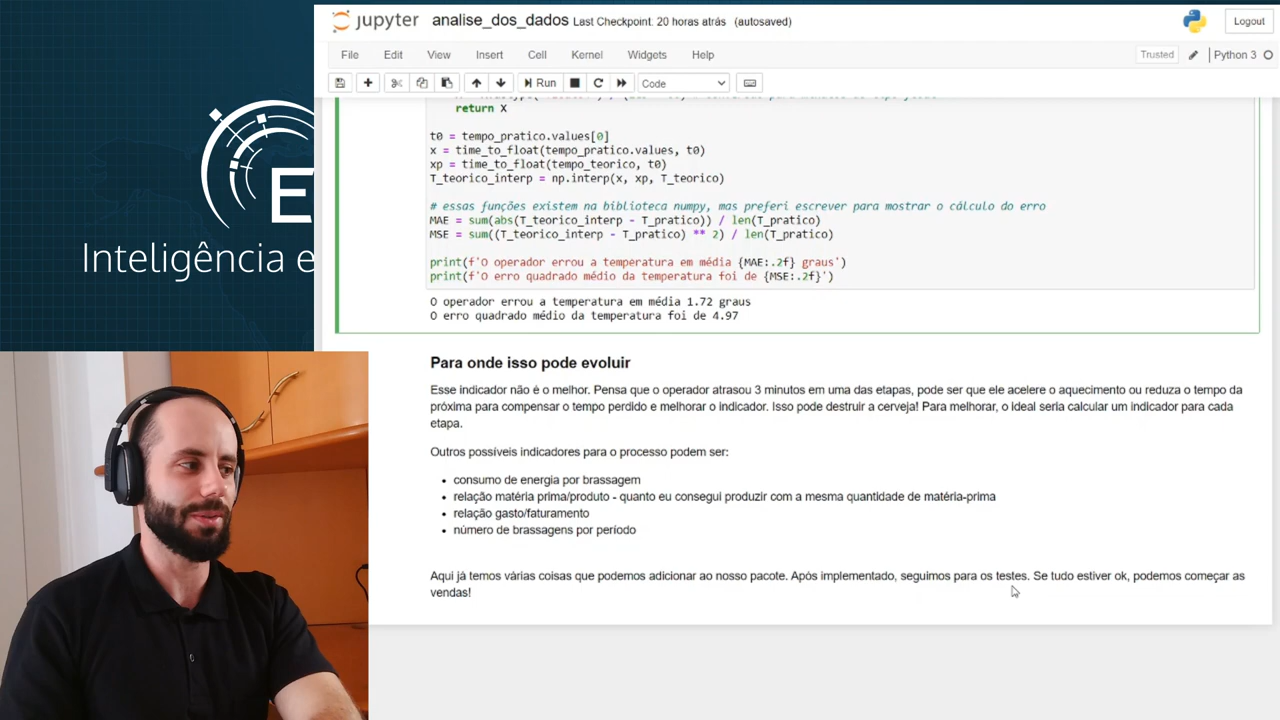 jupyter analise_dos_dados Last Checkpoint: 20 horas atrás (autosaved) Logout
File Edit View Insert Cell Kernel Widgets Help Trusted Python 3
Run Code
return X
t0 = tempo_pratico.values[0]
x = time_to_float(tempo_pratico.values, t0)
xp = time_to_float(tempo_teorico, t0)
T_teorico_interp = np.interp(x, xp, T_teorico)
# essas funções existem na biblioteca numpy, mas preferi escrever para mostrar o cálculo do erro
MAE = sum(abs(T_teorico_interp - T_pratico)) / len(T_pratico)
MSE = sum((T_teorico_interp - T_pratico) ** 2) / len(T_pratico)
print(f'O operador errou a temperatura em média {MAE:.2f} graus')
print(f'O erro quadrado médio da temperatura foi de {MSE:.2f}')
O operador errou a temperatura em média 1.72 graus
O erro quadrado médio da temperatura foi de 4.97
E
Inteligência e
Para onde isso pode evoluir
Esse indicador não é o melhor. Pensa que o operador atrasou 3 minutos em uma das etapas, pode ser que ele acelere o aquecimento ou reduza o tempo da
próxima para compensar o tempo perdido e melhorar o indicador. Isso pode destruir a cerveja! Para melhorar, o ideal seria calcular um indicador para cada
etapa.
Outros possíveis indicadores para o processo podem ser:
• consumo de energia por brassagem
• relação matéria prima/produto - quanto eu consegui produzir com a mesma quantidade de matéria-prima
• relação gasto/faturamento
• número de brassagens por período
Aqui já temos várias coisas que podemos adicionar ao nosso pacote. Após implementado, seguimos para os testes. Se tudo estiver ok, podemos começar as
vendas!